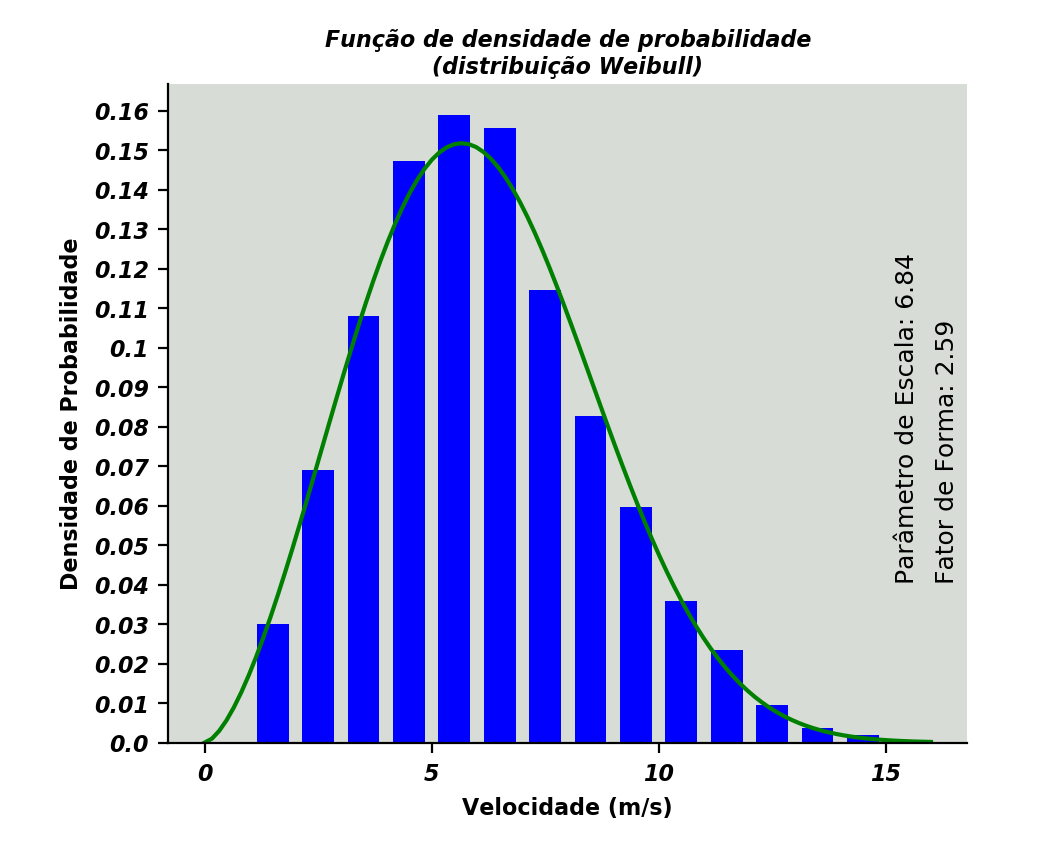 Função de densidade de probabilidade
(distribuição Weibull)
Densidade de Probabilidade
0.16
0.15
0.14
0.13
0.12
0.11
0.1
0.09
0.08
0.07
0.06
0.05
0.04
0.03
0.02
0.01
0.0
Parâmetro de Escala: 6.84
Fator de Forma: 2.59
0 5 10 15
Velocidade (m/s)